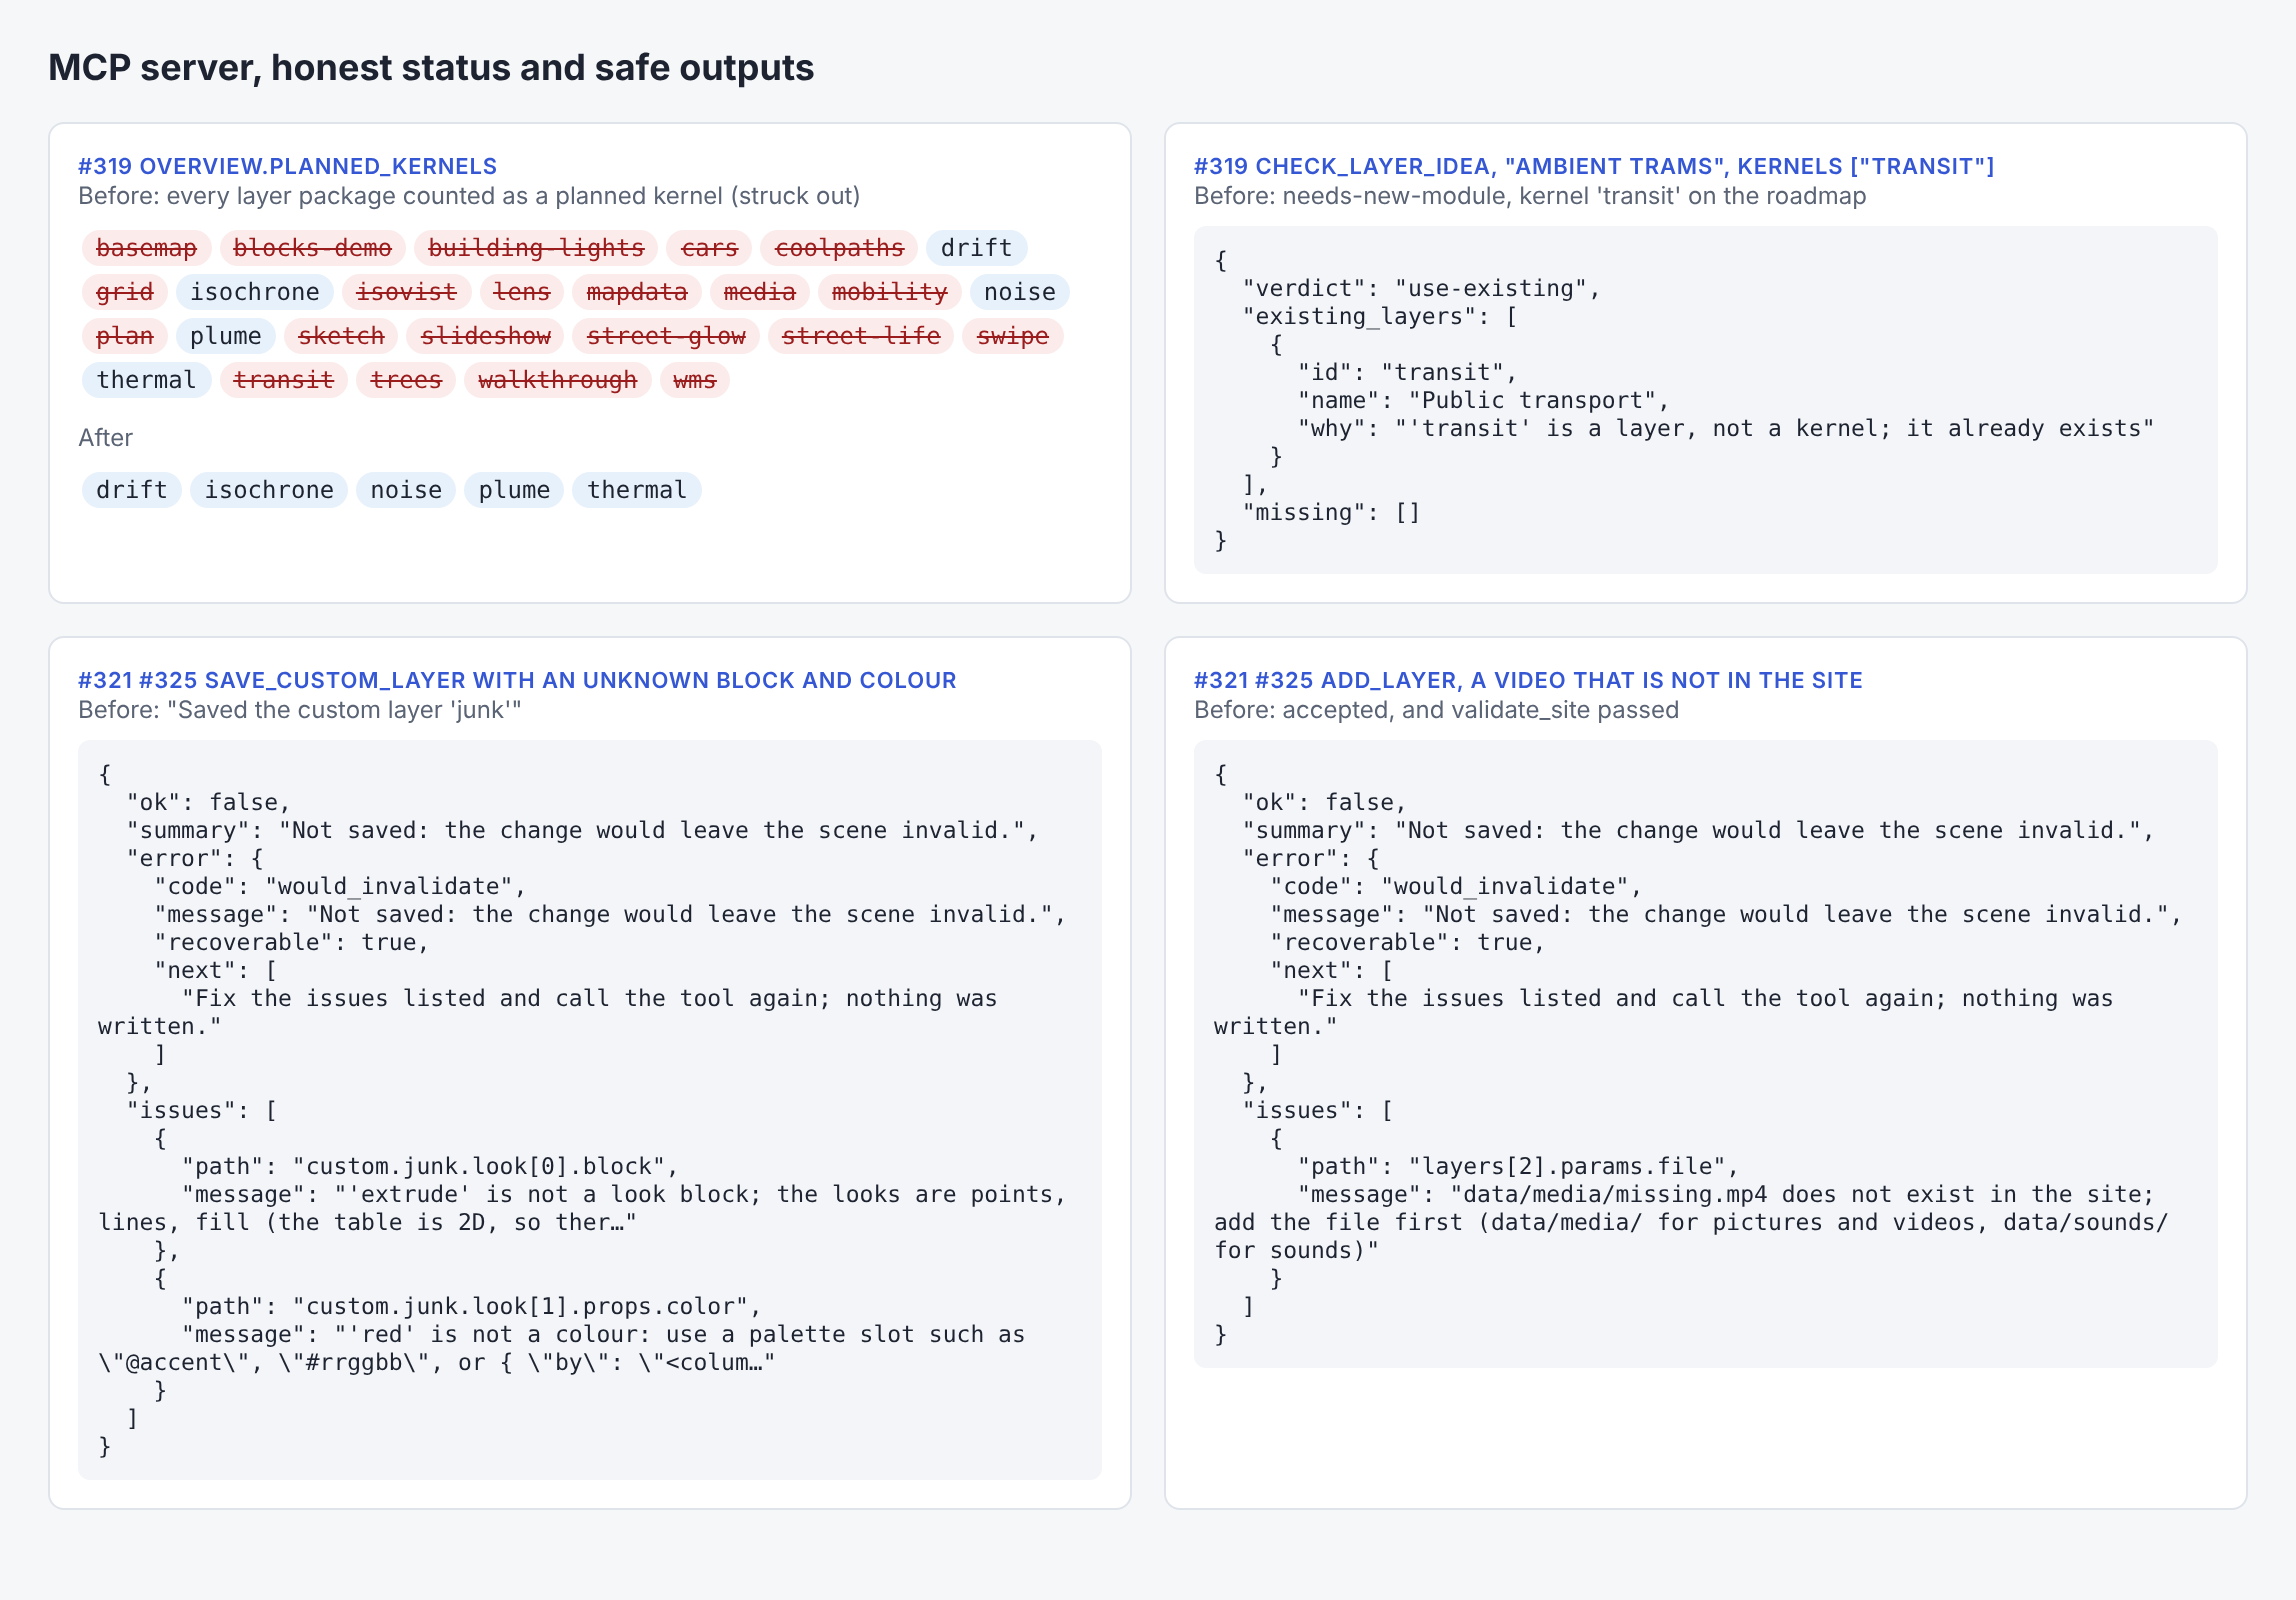 MCP server, honest status and safe outputs
#319 OVERVIEW.PLANNED_KERNELS
Before: every layer package counted as a planned kernel (struck out)
basemap blocks-demo building-lights cars coolpaths drift
grid isochrone isovist lens mapdata media mobility noise
plan plume sketch slideshow street-glow street-life swipe
thermal transit trees walkthrough wms
After
drift isochrone noise plume thermal
#319 CHECK_LAYER_IDEA, "AMBIENT TRAMS", KERNELS ["TRANSIT"]
Before: needs-new-module, kernel 'transit' on the roadmap
{
  "verdict": "use-existing",
  "existing_layers": [
    {
      "id": "transit",
      "name": "Public transport",
      "why": "'transit' is a layer, not a kernel; it already exists"
    }
  ],
  "missing": []
}
#321 #325 SAVE_CUSTOM_LAYER WITH AN UNKNOWN BLOCK AND COLOUR
Before: "Saved the custom layer 'junk'"
{
  "ok": false,
  "summary": "Not saved: the change would leave the scene invalid.",
  "error": {
    "code": "would_invalidate",
    "message": "Not saved: the change would leave the scene invalid.",
    "recoverable": true,
    "next": [
      "Fix the issues listed and call the tool again; nothing was
written."
    ]
  },
  "issues": [
    {
      "path": "custom.junk.look[0].block",
      "message": "'extrude' is not a look block; the looks are points,
lines, fill (the table is 2D, so ther…"
    },
    {
      "path": "custom.junk.look[1].props.color",
      "message": "'red' is not a colour: use a palette slot such as
\"@accent\", \"#rrggbb\", or { \"by\": \"<colum…"
    }
  ]
}
#321 #325 ADD_LAYER, A VIDEO THAT IS NOT IN THE SITE
Before: accepted, and validate_site passed
{
  "ok": false,
  "summary": "Not saved: the change would leave the scene invalid.",
  "error": {
    "code": "would_invalidate",
    "message": "Not saved: the change would leave the scene invalid.",
    "recoverable": true,
    "next": [
      "Fix the issues listed and call the tool again; nothing was
written."
    ]
  },
  "issues": [
    {
      "path": "layers[2].params.file",
      "message": "data/media/missing.mp4 does not exist in the site;
add the file first (data/media/ for pictures and videos, data/sounds/
for sounds)"
    }
  ]
}